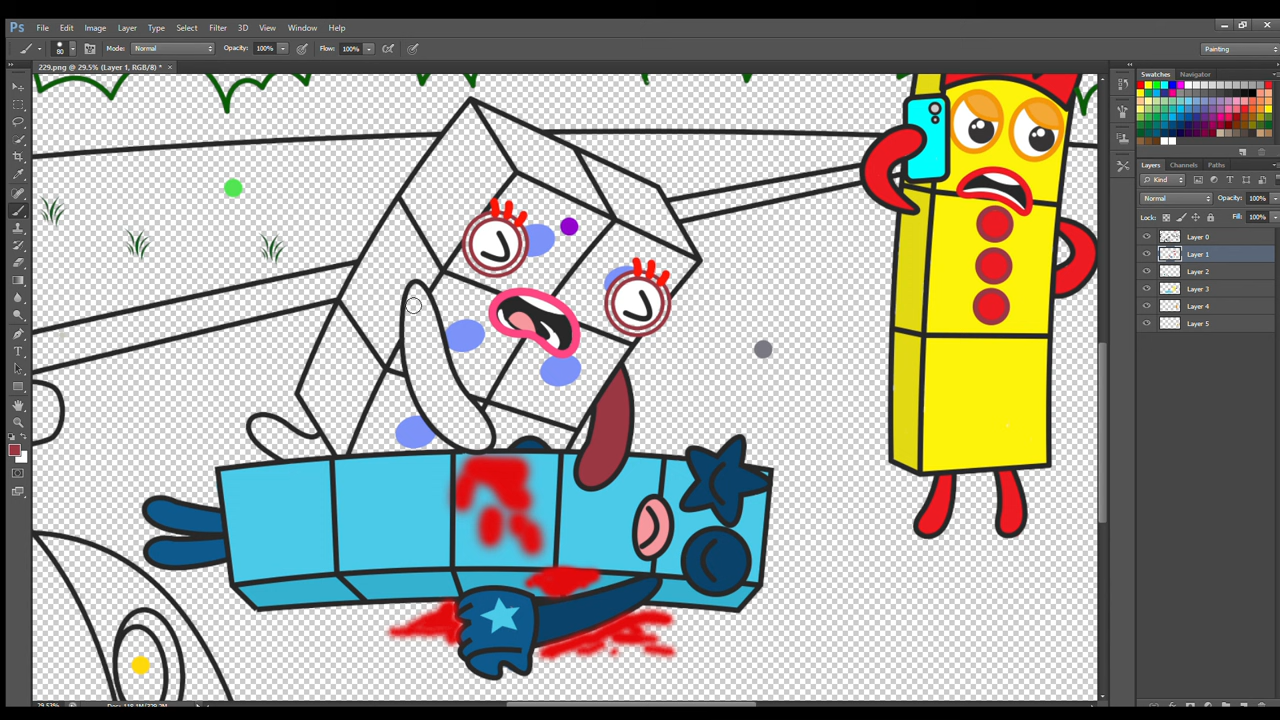 Ps File Edit Image Layer Type Select Filter 3D View Window Help
80 Mode: Normal Opacity: 100% Flow: 100% Painting
229.png @ 29.5% (Layer 1, RGB/8) * ×
Swatches Navigator
Layers Channels Paths
Kind
Normal Opacity: 100%
Lock: Fill: 100%
Layer 0
Layer 1
Layer 2
Layer 3
Layer 4
Layer 5